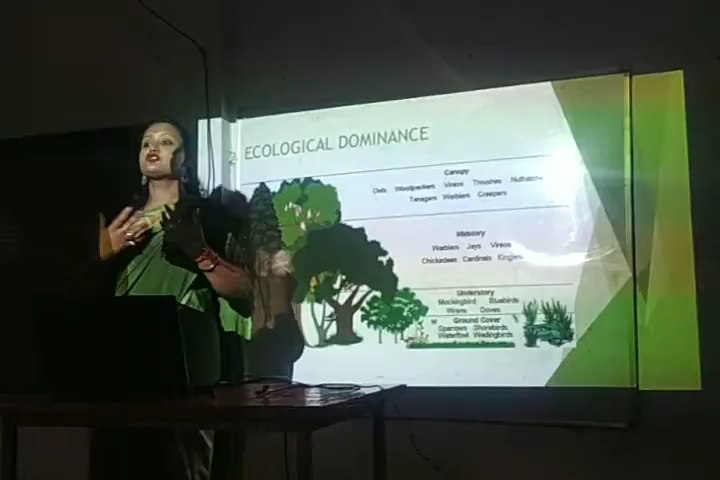 ECOLOGICAL DOMINANCE
Canopy
Owls Woodpeckers Vireos Thrushes Nuthatches
Tanagers Warblers Creepers
Midstory
Warblers Jays Vireos
Chickadees Cardinals
Understory
Mockingbird Bluebirds
Wrens Doves
Ground Cover
Sparrows Shorebirds
Waterfowl Wadingbirds